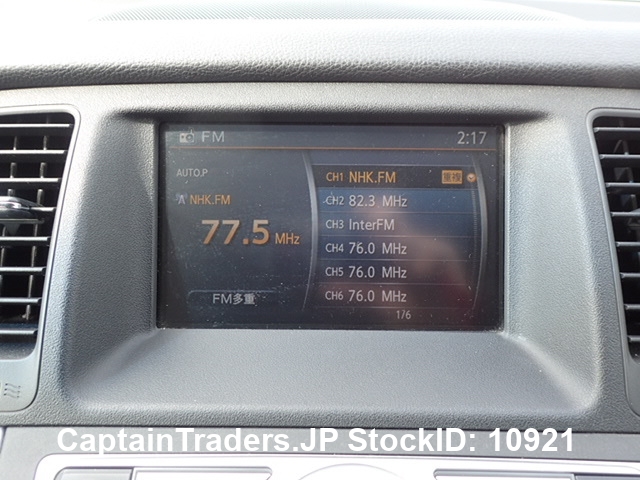 FM
2:17
AUTO.P
NHK.FM
77.5 MHz
FM多重
CH1 NHK.FM 重複
CH2 82.3 MHz
CH3 InterFM
CH4 76.0 MHz
CH5 76.0 MHz
CH6 76.0 MHz
1/6
CaptainTraders.JP StockID: 10921